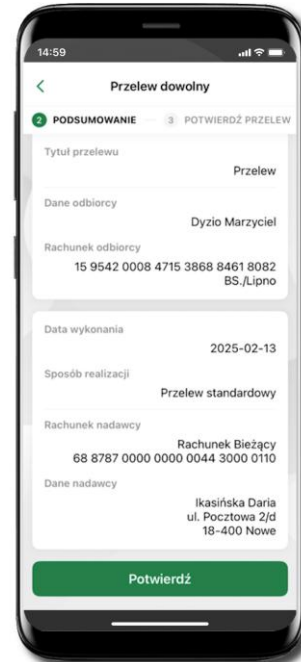 14:59
Przelew dowolny
2 PODSUMOWANIE 3 POTWIERDŹ PRZELEW
Tytuł przelewu
Przelew
Dane odbiorcy
Dyzio Marzyciel
Rachunek odbiorcy
15 9542 0008 4715 3868 8461 8082
BS./Lipno
Data wykonania
2025-02-13
Sposób realizacji
Przelew standardowy
Rachunek nadawcy
Rachunek Bieżący
68 8787 0000 0000 0044 3000 0110
Dane nadawcy
Ikasińska Daria
ul. Pocztowa 2/d
18-400 Nowe
Potwierdź